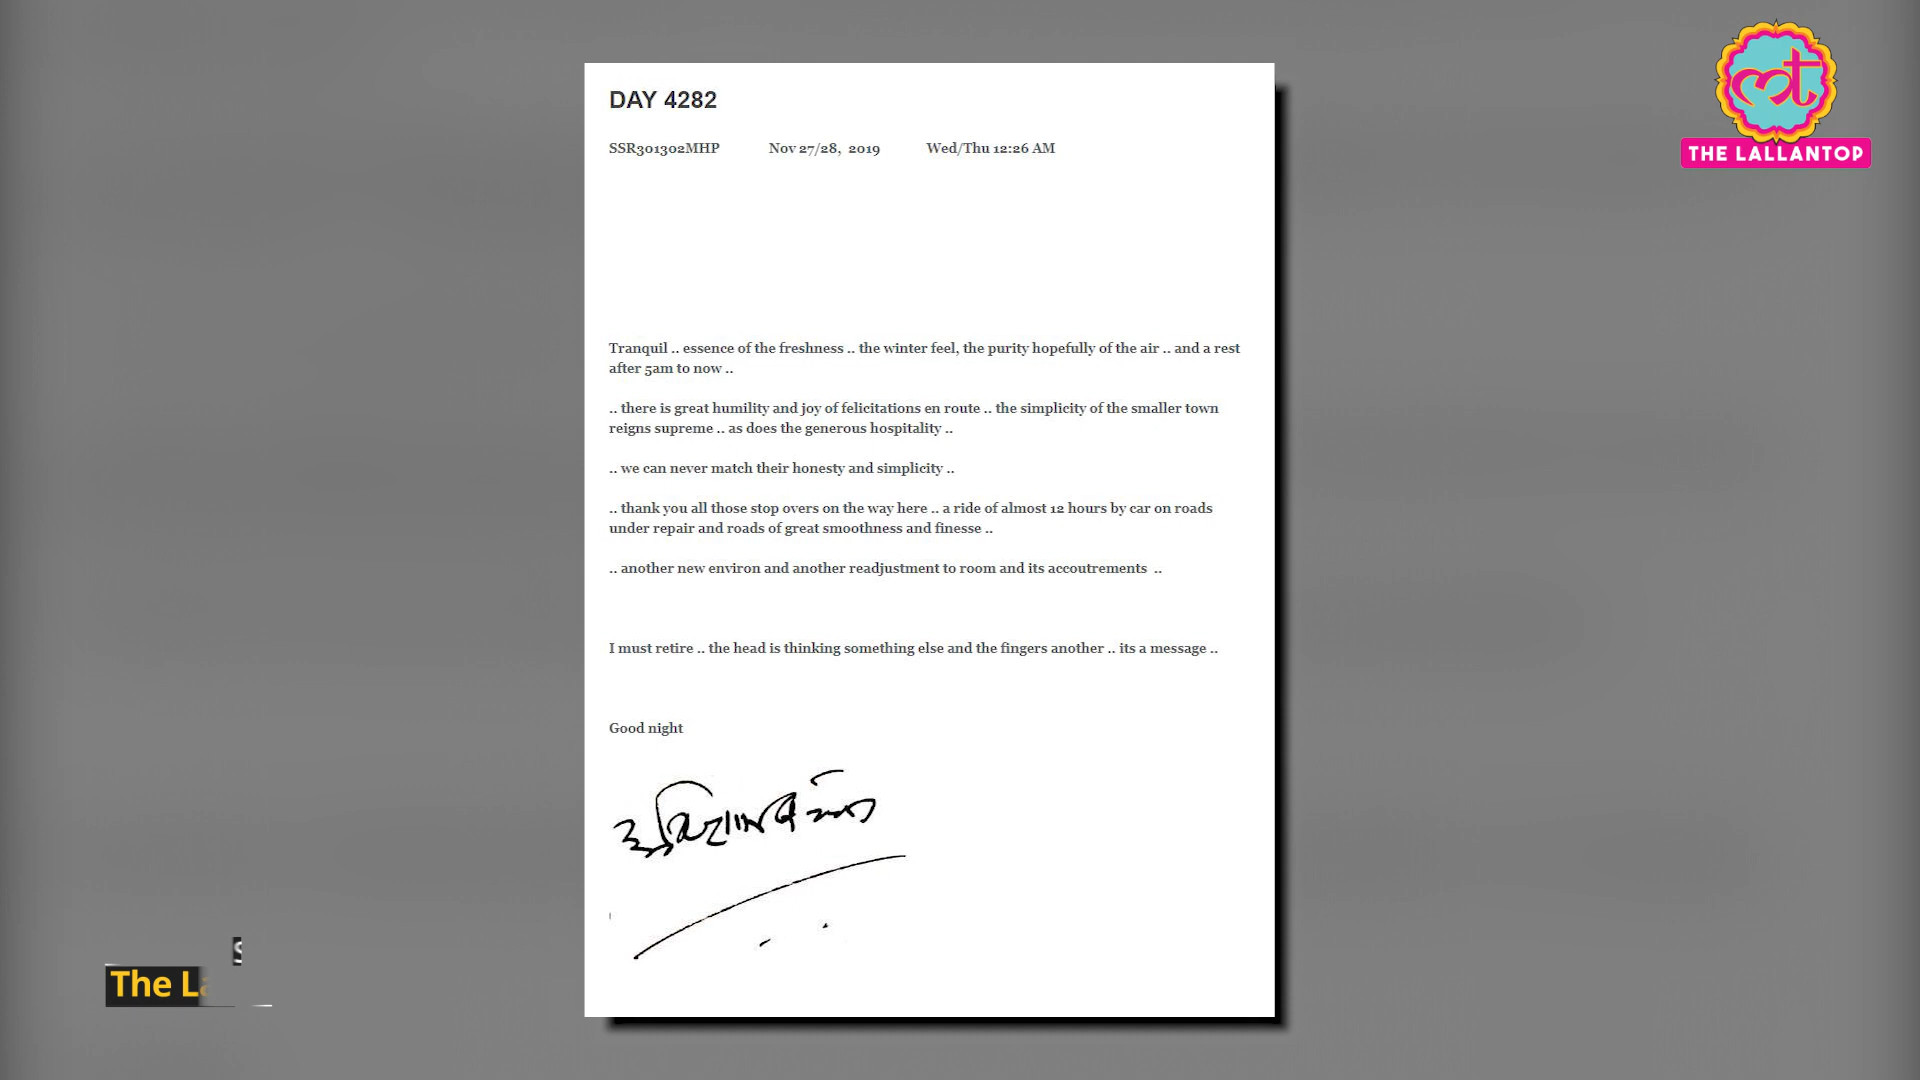 DAY 4282
SSR301302MHP Nov 27/28, 2019 Wed/Thu 12:26 AM
Tranquil .. essence of the freshness .. the winter feel, the purity hopefully of the air .. and a rest
after 5am to now ..
.. there is great humility and joy of felicitations en route .. the simplicity of the smaller town
reigns supreme .. as does the generous hospitality ..
.. we can never match their honesty and simplicity ..
.. thank you all those stop overs on the way here .. a ride of almost 12 hours by car on roads
under repair and roads of great smoothness and finesse ..
.. another new environ and another readjustment to room and its accoutrements ..
I must retire .. the head is thinking something else and the fingers another .. its a message ..
Good night
THE LALLANTOP
The